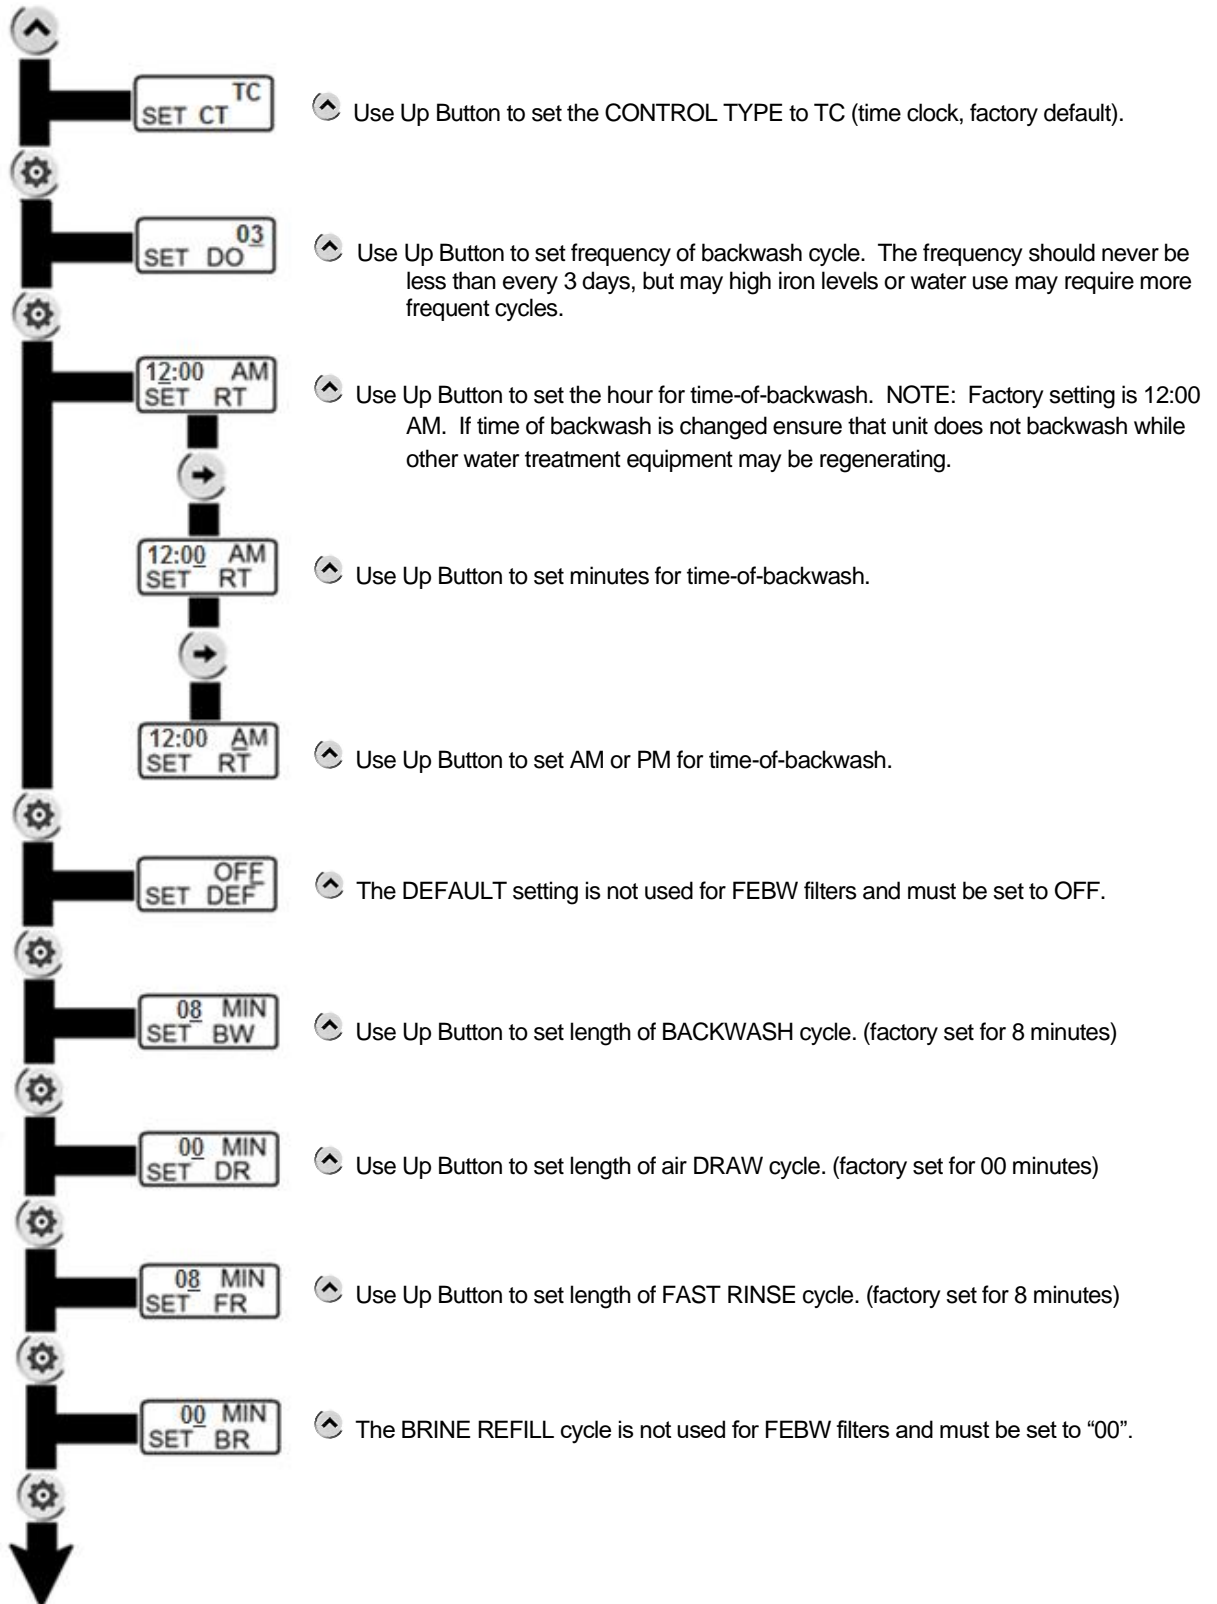 TC
SET CT
Use Up Button to set the CONTROL TYPE to TC (time clock, factory default).
03
SET DO
Use Up Button to set frequency of backwash cycle. The frequency should never be
less than every 3 days, but may high iron levels or water use may require more
frequent cycles.
12:00 AM
SET RT
Use Up Button to set the hour for time-of-backwash. NOTE: Factory setting is 12:00
AM. If time of backwash is changed ensure that unit does not backwash while
other water treatment equipment may be regenerating.
12:00 AM
SET RT
Use Up Button to set minutes for time-of-backwash.
12:00 AM
SET RT
Use Up Button to set AM or PM for time-of-backwash.
OFF
SET DEF
The DEFAULT setting is not used for FEBW filters and must be set to OFF.
08 MIN
SET BW
Use Up Button to set length of BACKWASH cycle. (factory set for 8 minutes)
00 MIN
SET DR
Use Up Button to set length of air DRAW cycle. (factory set for 00 minutes)
08 MIN
SET FR
Use Up Button to set length of FAST RINSE cycle. (factory set for 8 minutes)
00 MIN
SET BR
The BRINE REFILL cycle is not used for FEBW filters and must be set to “00”.